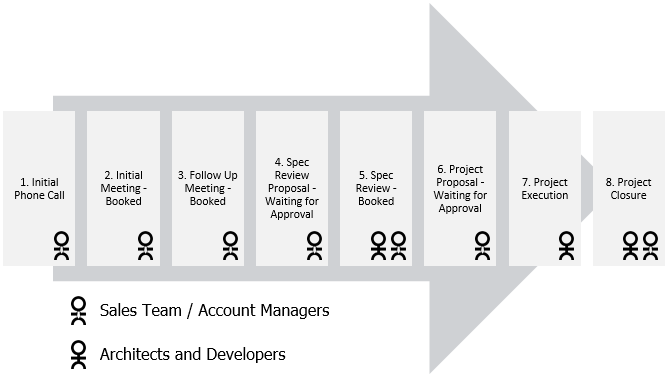 1. Initial
Phone Call
2. Initial
Meeting -
Booked
3. Follow Up
Meeting -
Booked
4. Spec
Review
Proposal -
Waiting for
Approval
5. Spec
Review -
Booked
6. Project
Proposal -
Waiting for
Approval
7. Project
Execution
8. Project
Closure
Sales Team / Account Managers
Architects and Developers